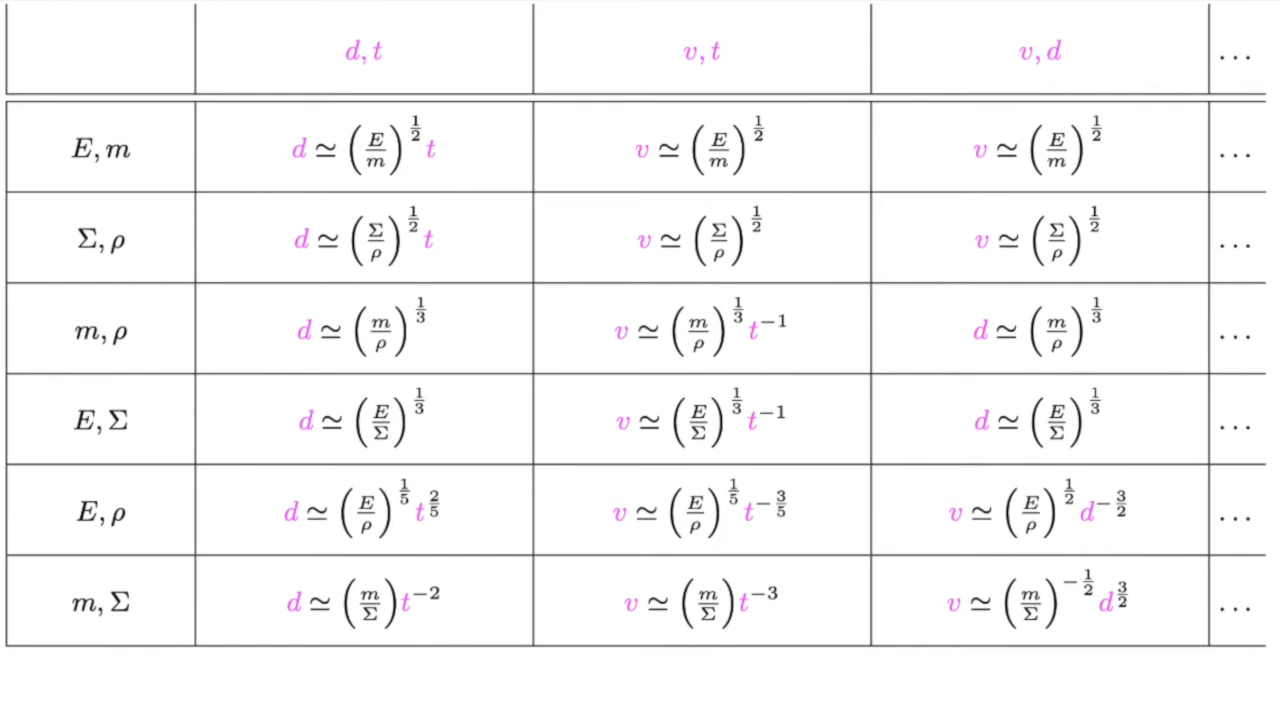 d, t v, t v, d …
E, m d ≃ (E/m)^{1/2} t v ≃ (E/m)^{1/2} v ≃ (E/m)^{1/2} …
Σ, ρ d ≃ (Σ/ρ)^{1/2} t v ≃ (Σ/ρ)^{1/2} v ≃ (Σ/ρ)^{1/2} …
m, ρ d ≃ (m/ρ)^{1/3} v ≃ (m/ρ)^{1/3} t^{−1} d ≃ (m/ρ)^{1/3} …
E, Σ d ≃ (E/Σ)^{1/3} v ≃ (E/Σ)^{1/3} t^{−1} d ≃ (E/Σ)^{1/3} …
E, ρ d ≃ (E/ρ)^{1/5} t^{2/5} v ≃ (E/ρ)^{1/5} t^{−3/5} v ≃ (E/ρ)^{1/2} d^{−3/2} …
m, Σ d ≃ (m/Σ) t^{−2} v ≃ (m/Σ) t^{−3} v ≃ (m/Σ)^{−1/2} d^{3/2} …